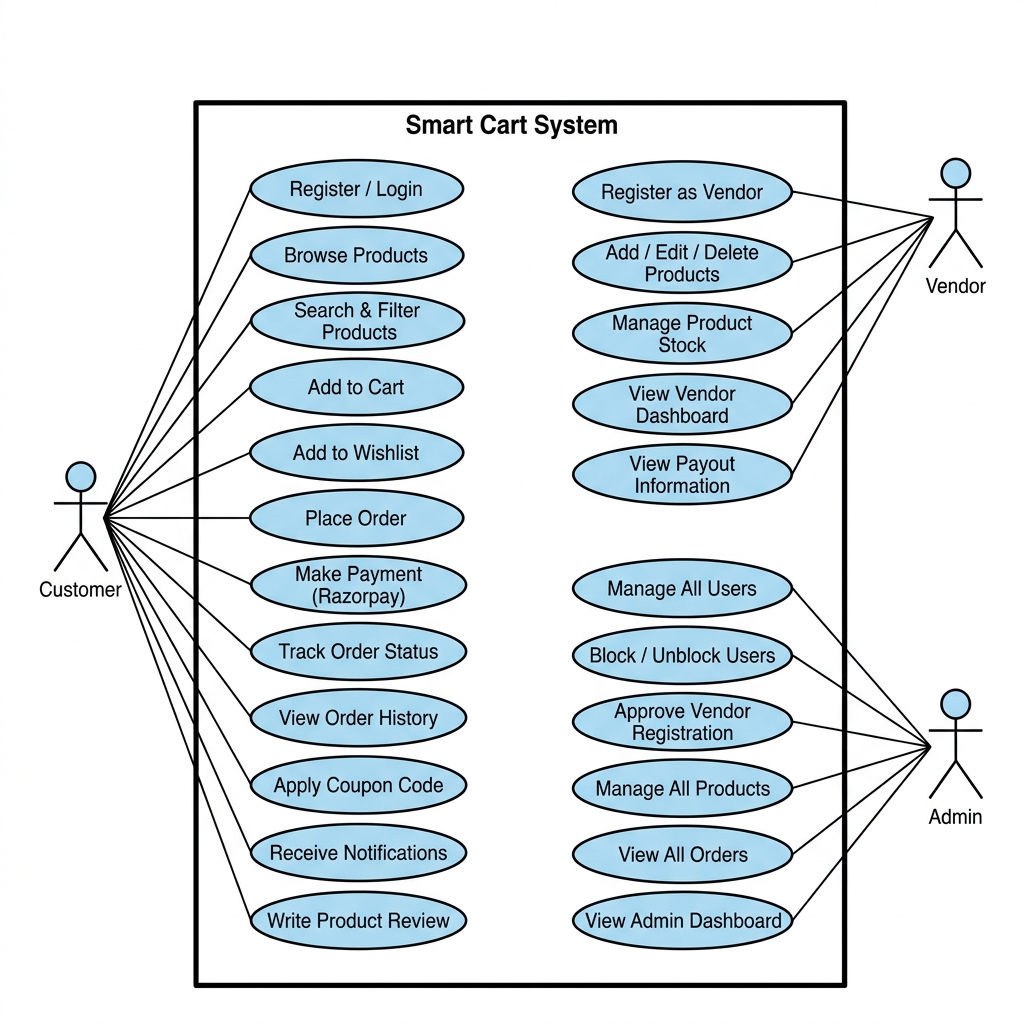 Smart Cart System
Register / Login
Browse Products
Search & Filter
Products
Add to Cart
Add to Wishlist
Place Order
Make Payment
(Razorpay)
Track Order Status
View Order History
Apply Coupon Code
Receive Notifications
Write Product Review
Customer
Register as Vendor
Add / Edit / Delete
Products
Manage Product
Stock
View Vendor
Dashboard
View Payout
Information
Vendor
Manage All Users
Block / Unblock Users
Approve Vendor
Registration
Manage All Products
View All Orders
View Admin Dashboard
Admin